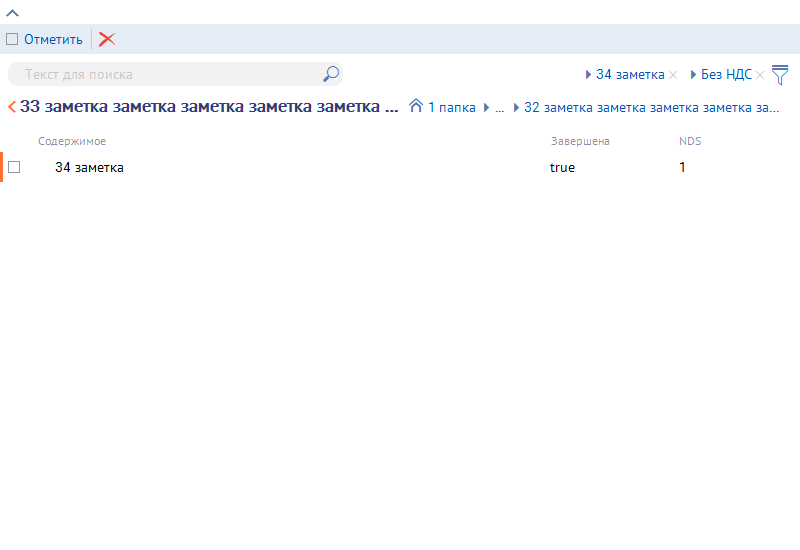 Отметить
Текст для поиска
34 заметка
Без НДС
33 заметка заметка заметка заметка заметка ...
1 папка ... 32 заметка заметка заметка заметка за...
Содержимое Завершена NDS
34 заметка true 1